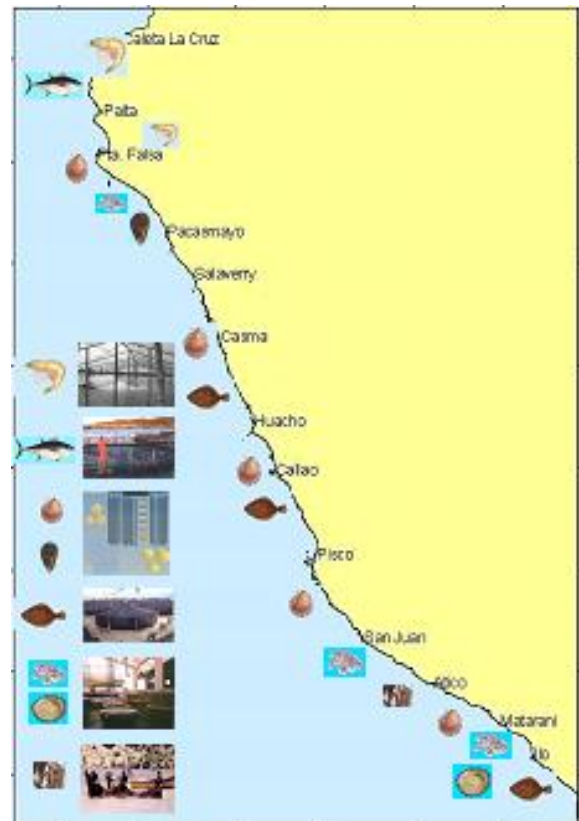 Caleta La Cruz
Paita
Pta. Falsa
Pacasmayo
Salaverry
Casma
Huacho
Callao
Pisco
San Juan
Atico
Matarani
Ilo